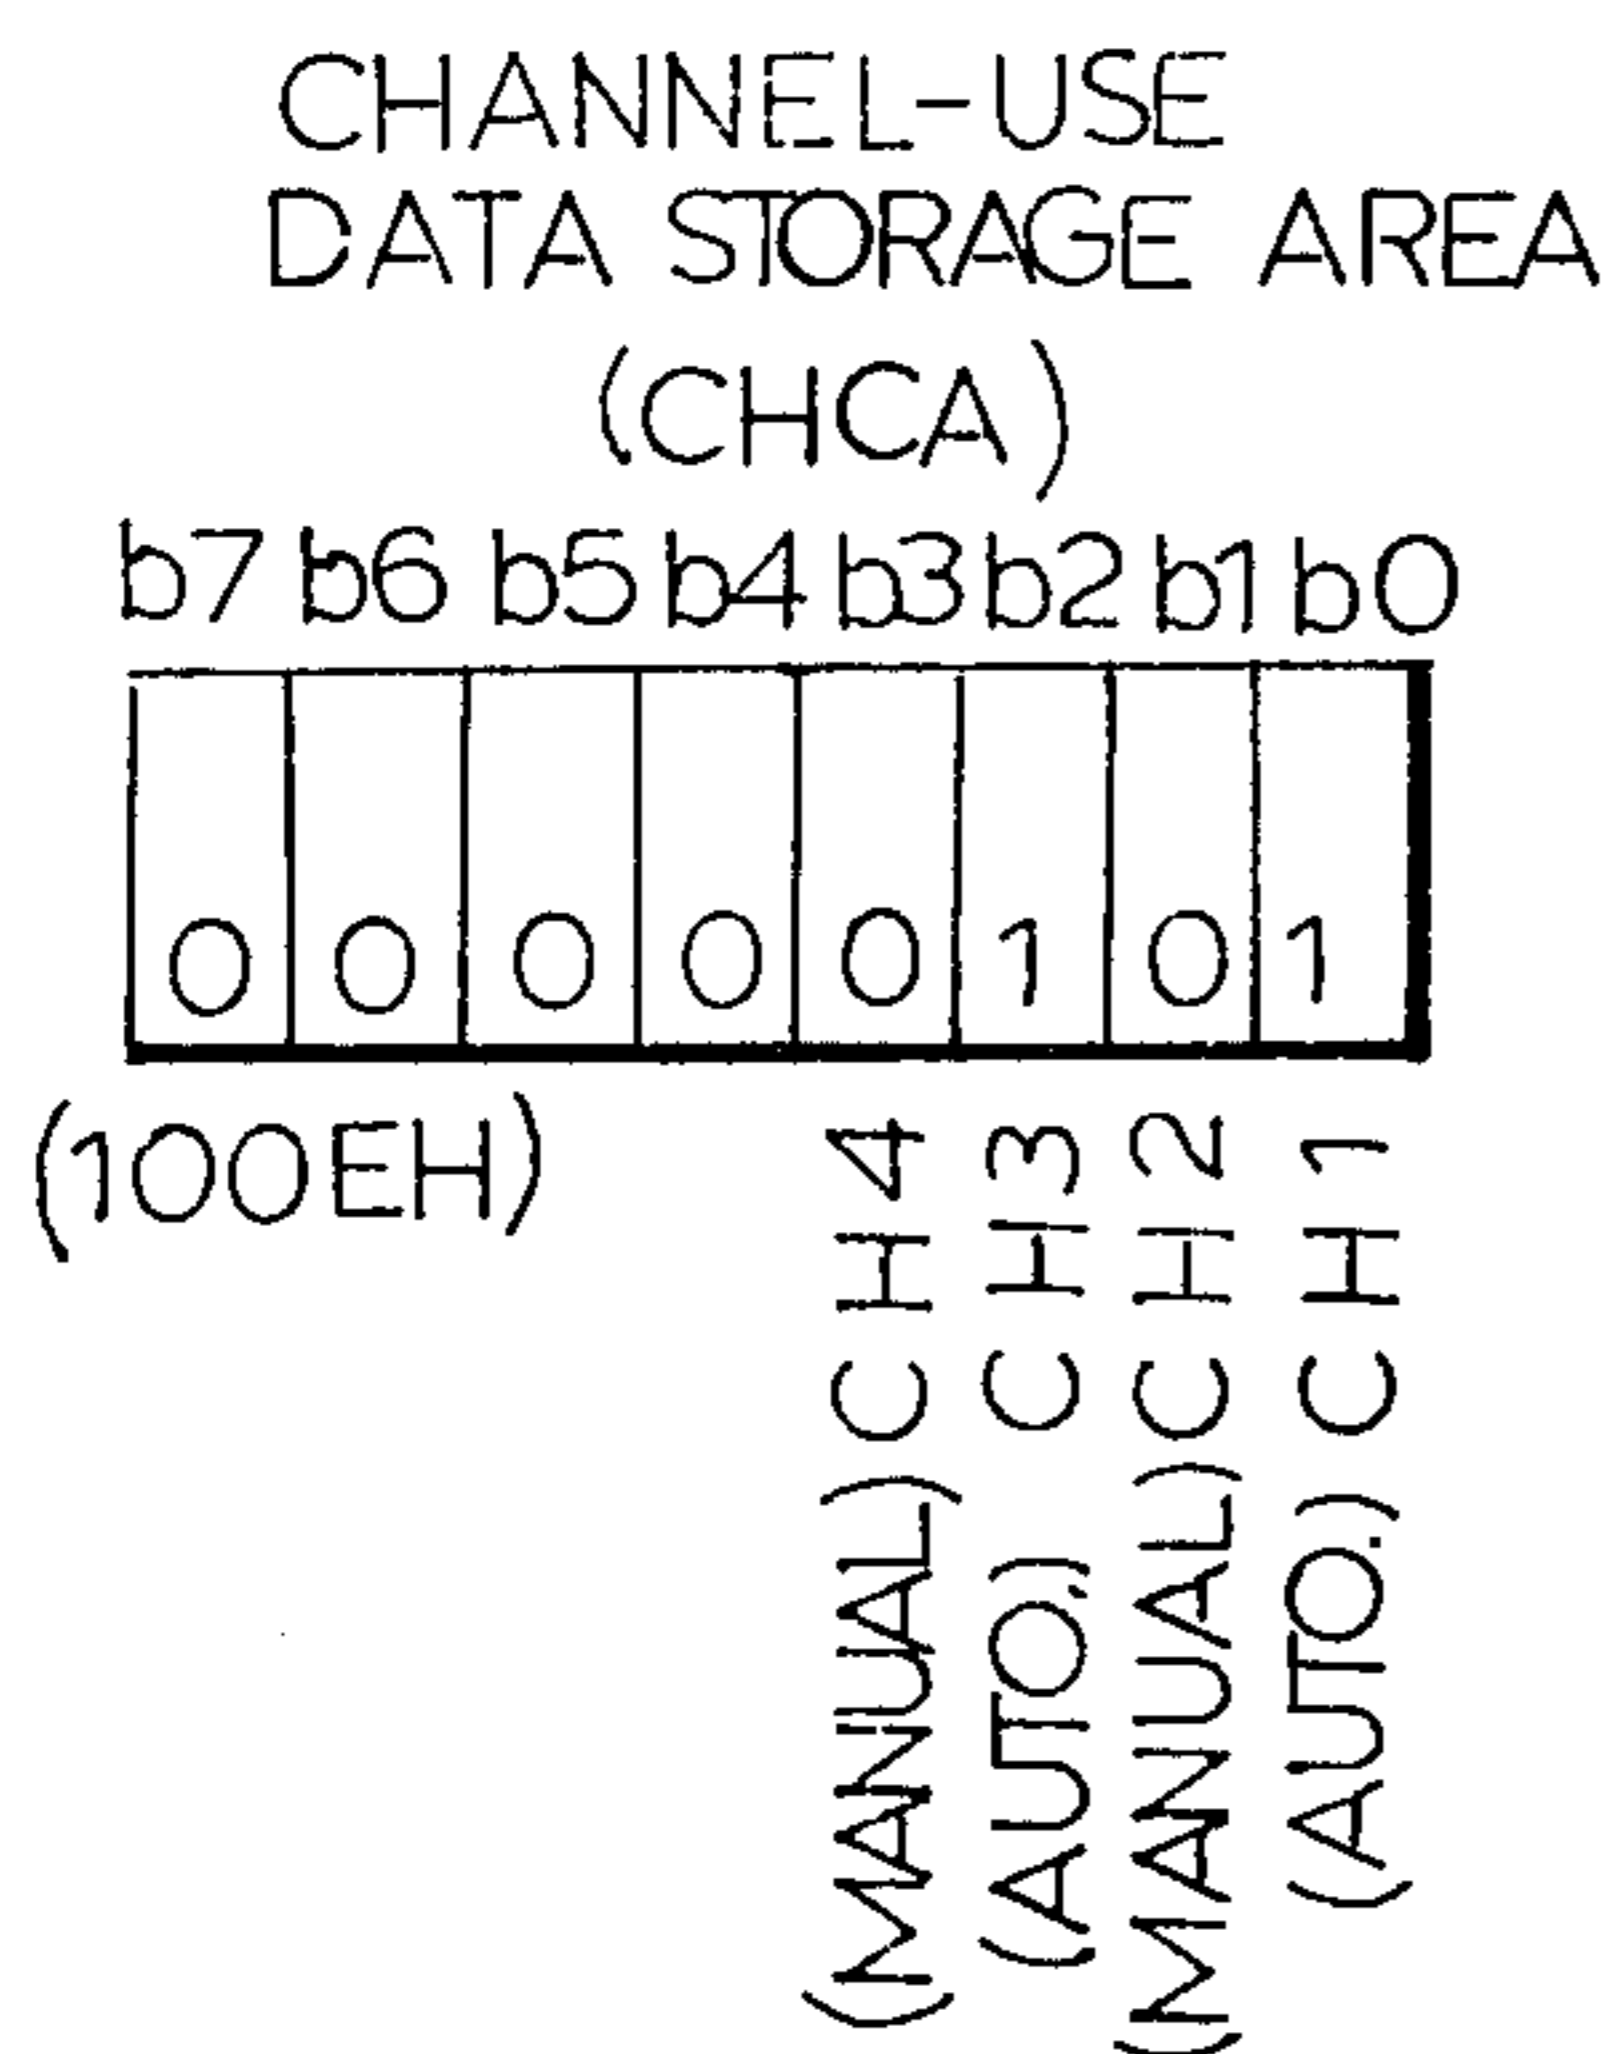 CHANNEL-USE
DATA STORAGE AREA
(CHCA)
b7 b6 b5 b4 b3 b2 b1 b0
0 0 0 0 0 1 0 1
(100EH)
(MANUAL) CH4
(AUTO.) CH3
(MANUAL) CH2
(AUTO.) CH1